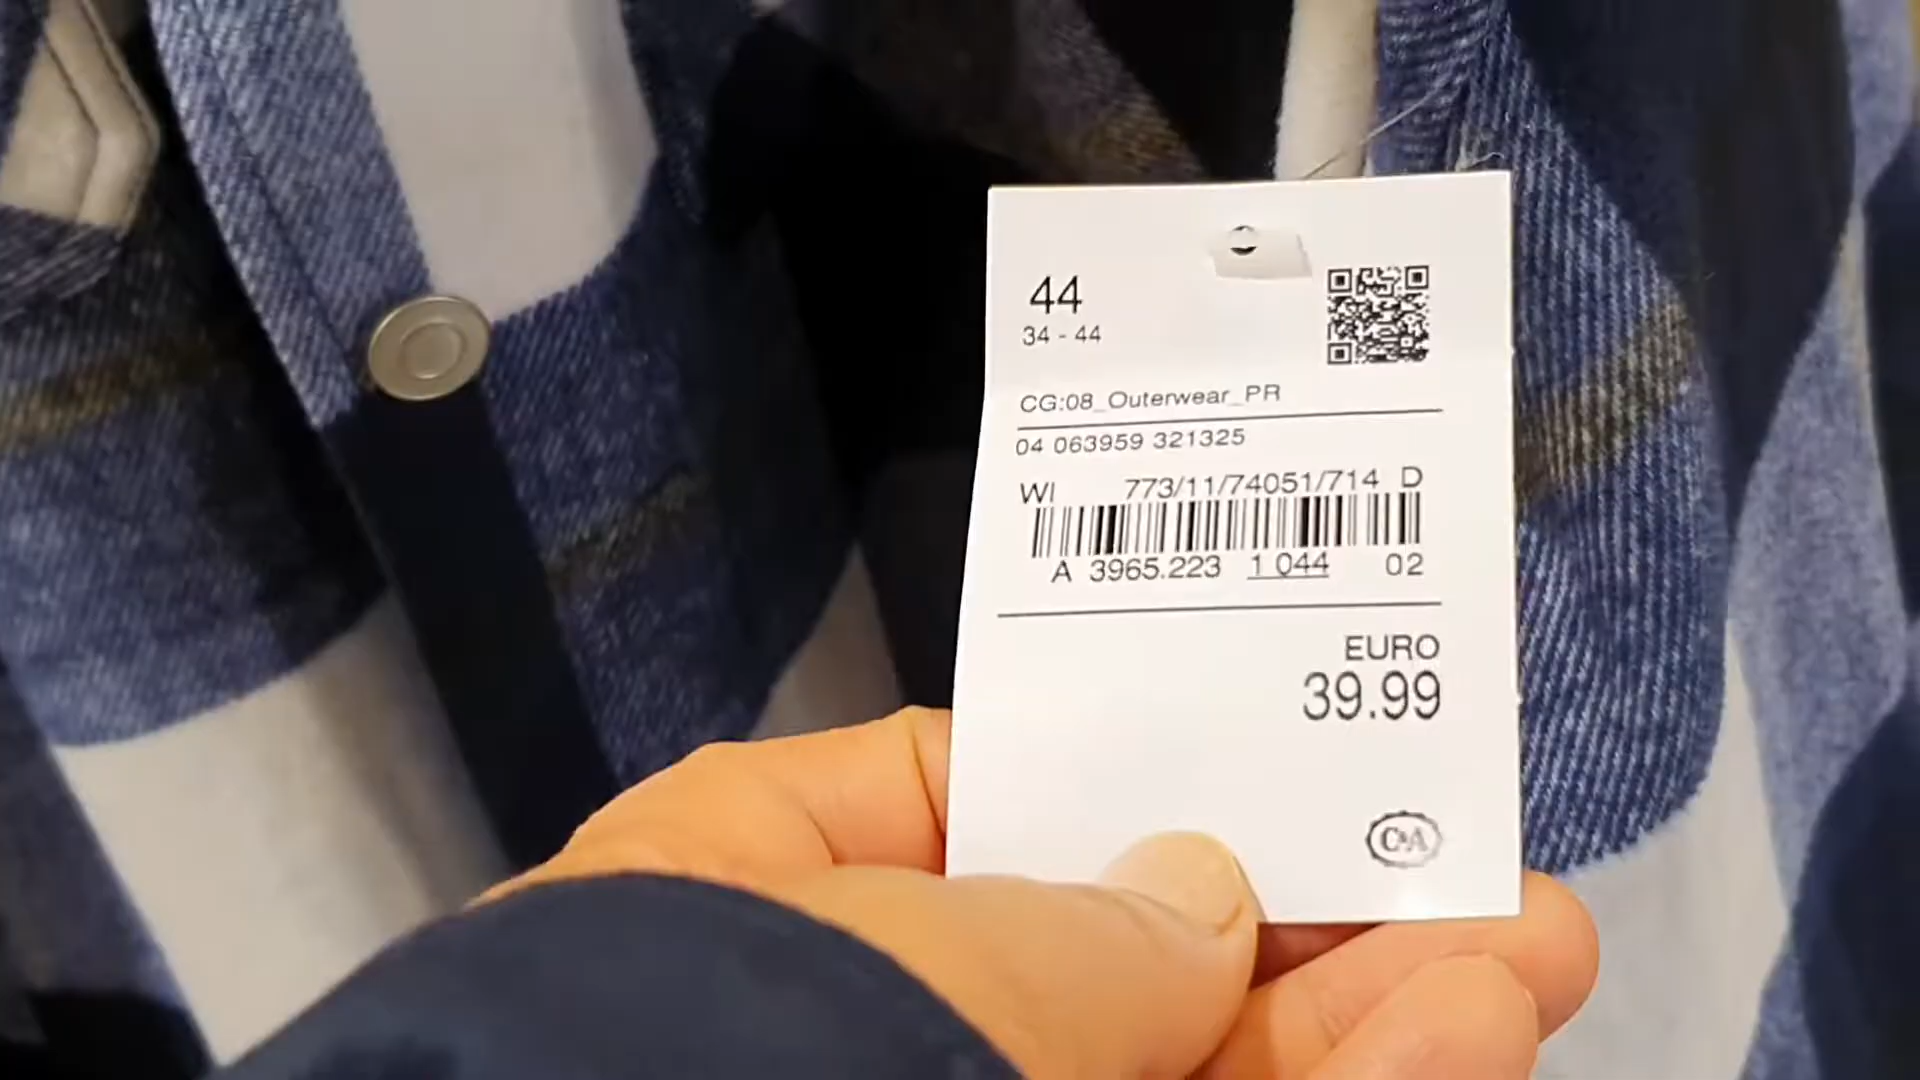 44
34 - 44
CG:08_Outerwear_PR
04 063959 321325
WI 773/11/74051/714 D
A 3965.223 1 044 02
EURO
39.99
C&A